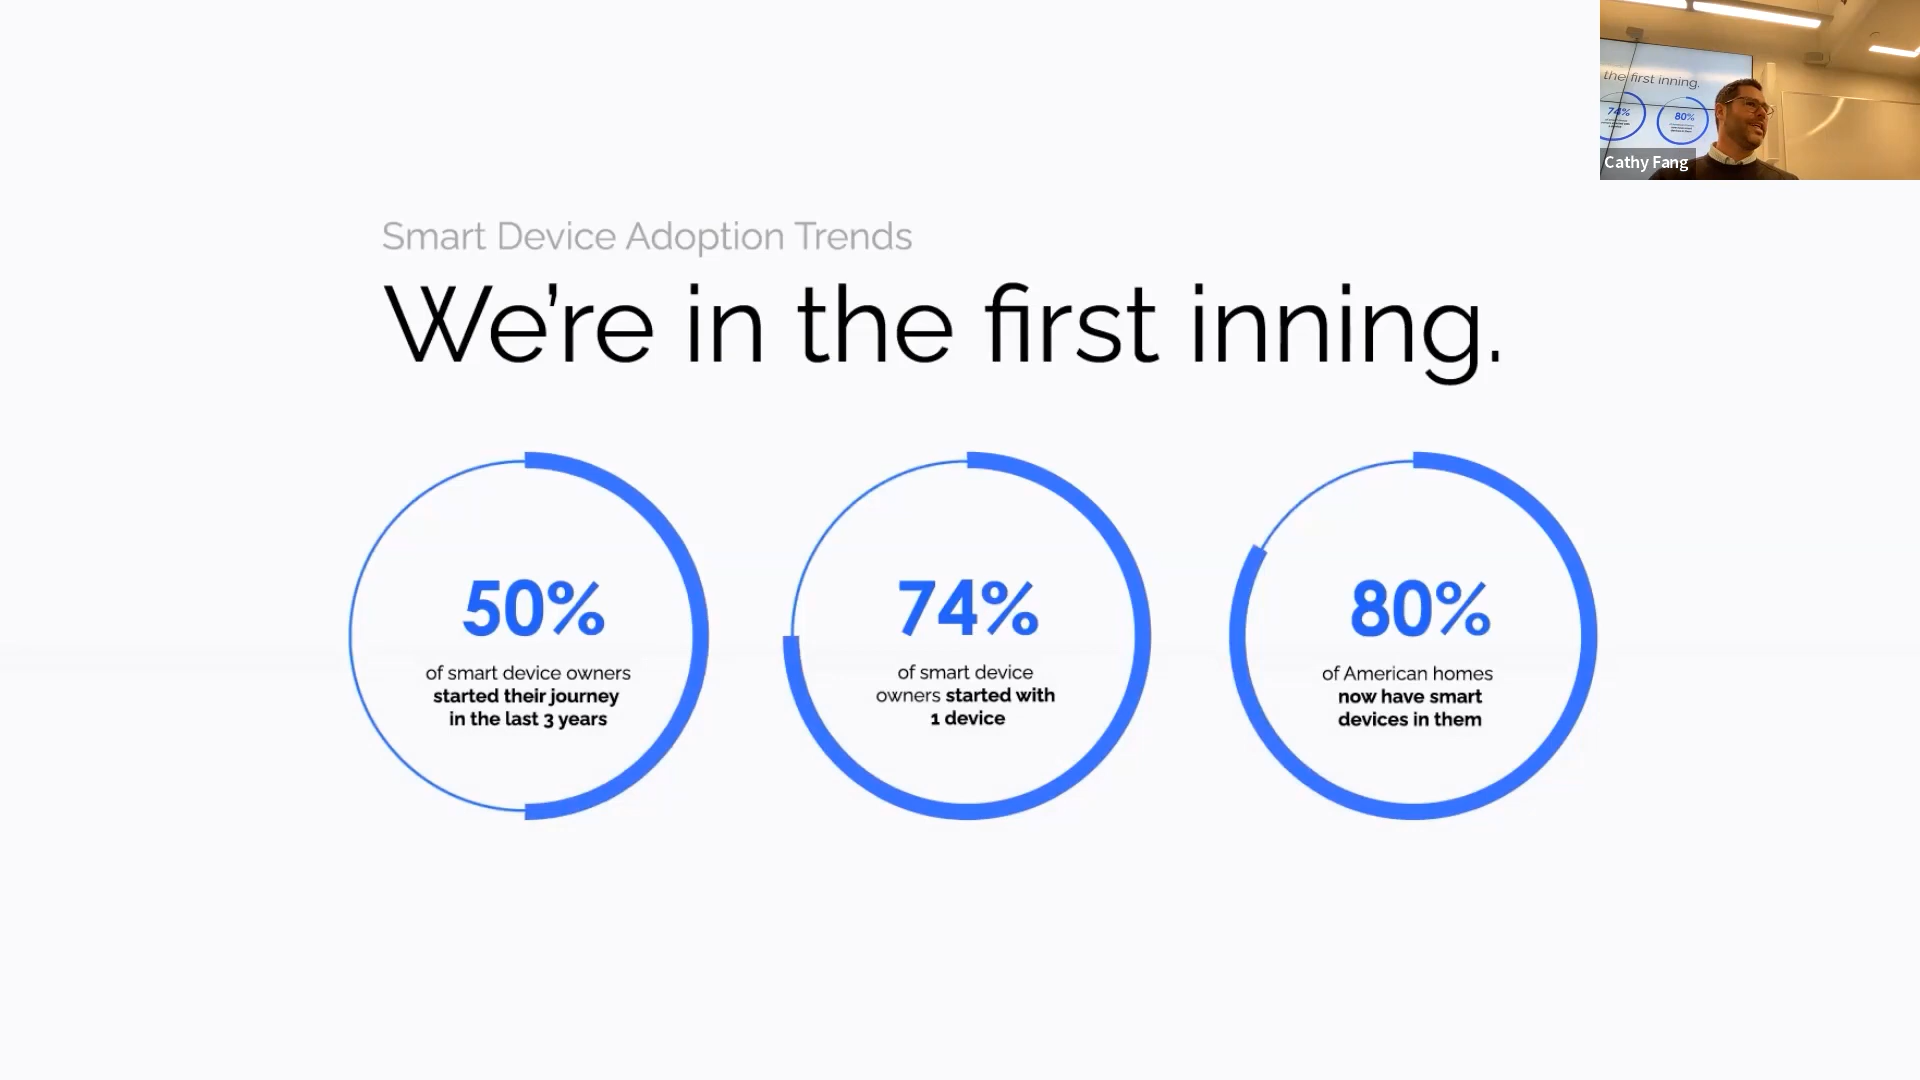 Smart Device Adoption Trends
We're in the first inning.
50%
of smart device owners
started their journey
in the last 3 years
74%
of smart device
owners started with
1 device
80%
of American homes
now have smart
devices in them
the first inning.
74%
80%
Cathy Fang